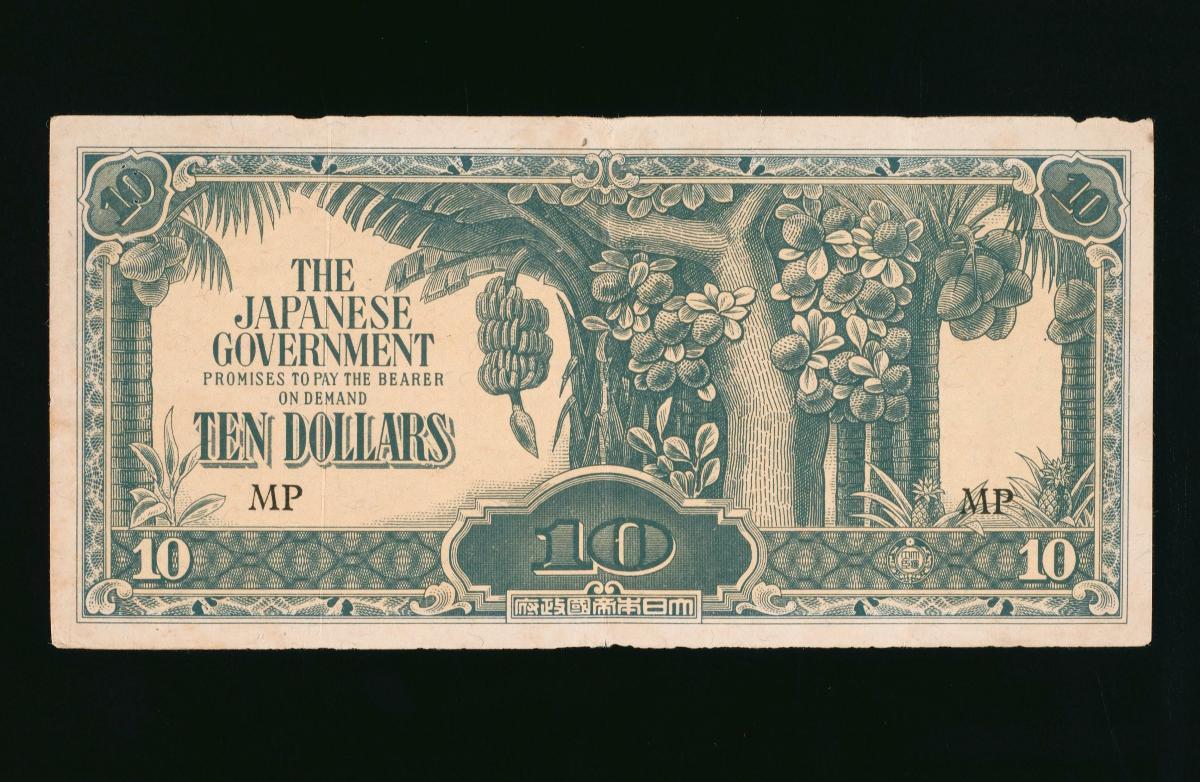 10
10
THE
JAPANESE
GOVERNMENT
PROMISES TO PAY THE BEARER
ON DEMAND
TEN DOLLARS
MP
MP
10
10
10
府政國帝本日大